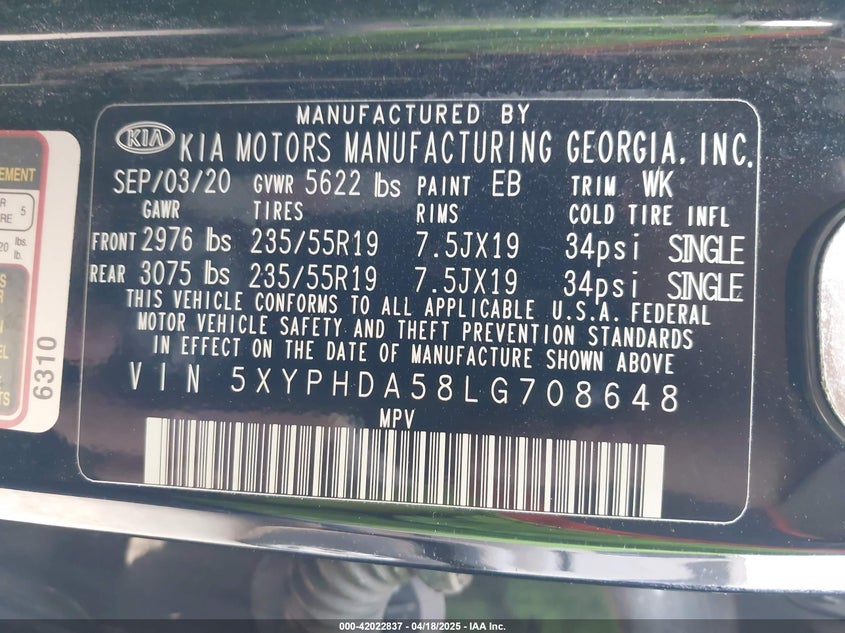 MANUFACTURED BY
KIA KIA MOTORS MANUFACTURING GEORGIA, INC.
SEP/03/20 GVWR 5622 lbs PAINT EB TRIM WK
GAWR TIRES RIMS COLD TIRE INFL
FRONT 2976 lbs 235/55R19 7.5JX19 34psi SINGLE
REAR 3075 lbs 235/55R19 7.5JX19 34psi SINGLE
THIS VEHICLE CONFORMS TO ALL APPLICABLE U.S.A. FEDERAL
MOTOR VEHICLE SAFETY AND THEFT PREVENTION STANDARDS
IN EFFECT ON THE DATE OF MANUFACTURE SHOWN ABOVE
VIN 5XYPHDA58LG708648
MPV
EMENT
5
lbs.
6310
000-42022837 - 04/18/2025 - IAA Inc.